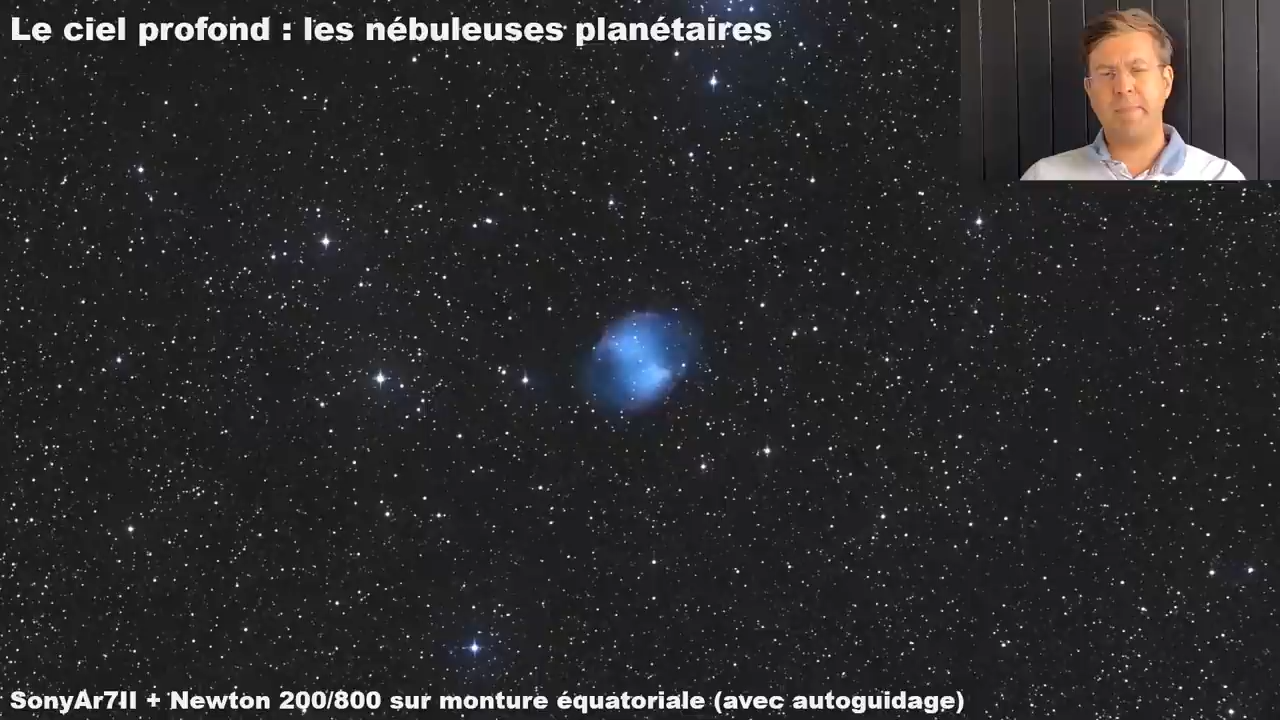 Le ciel profond : les nébuleuses planétaires
SonyAr7II + Newton 200/800 sur monture équatoriale (avec autoguidage)